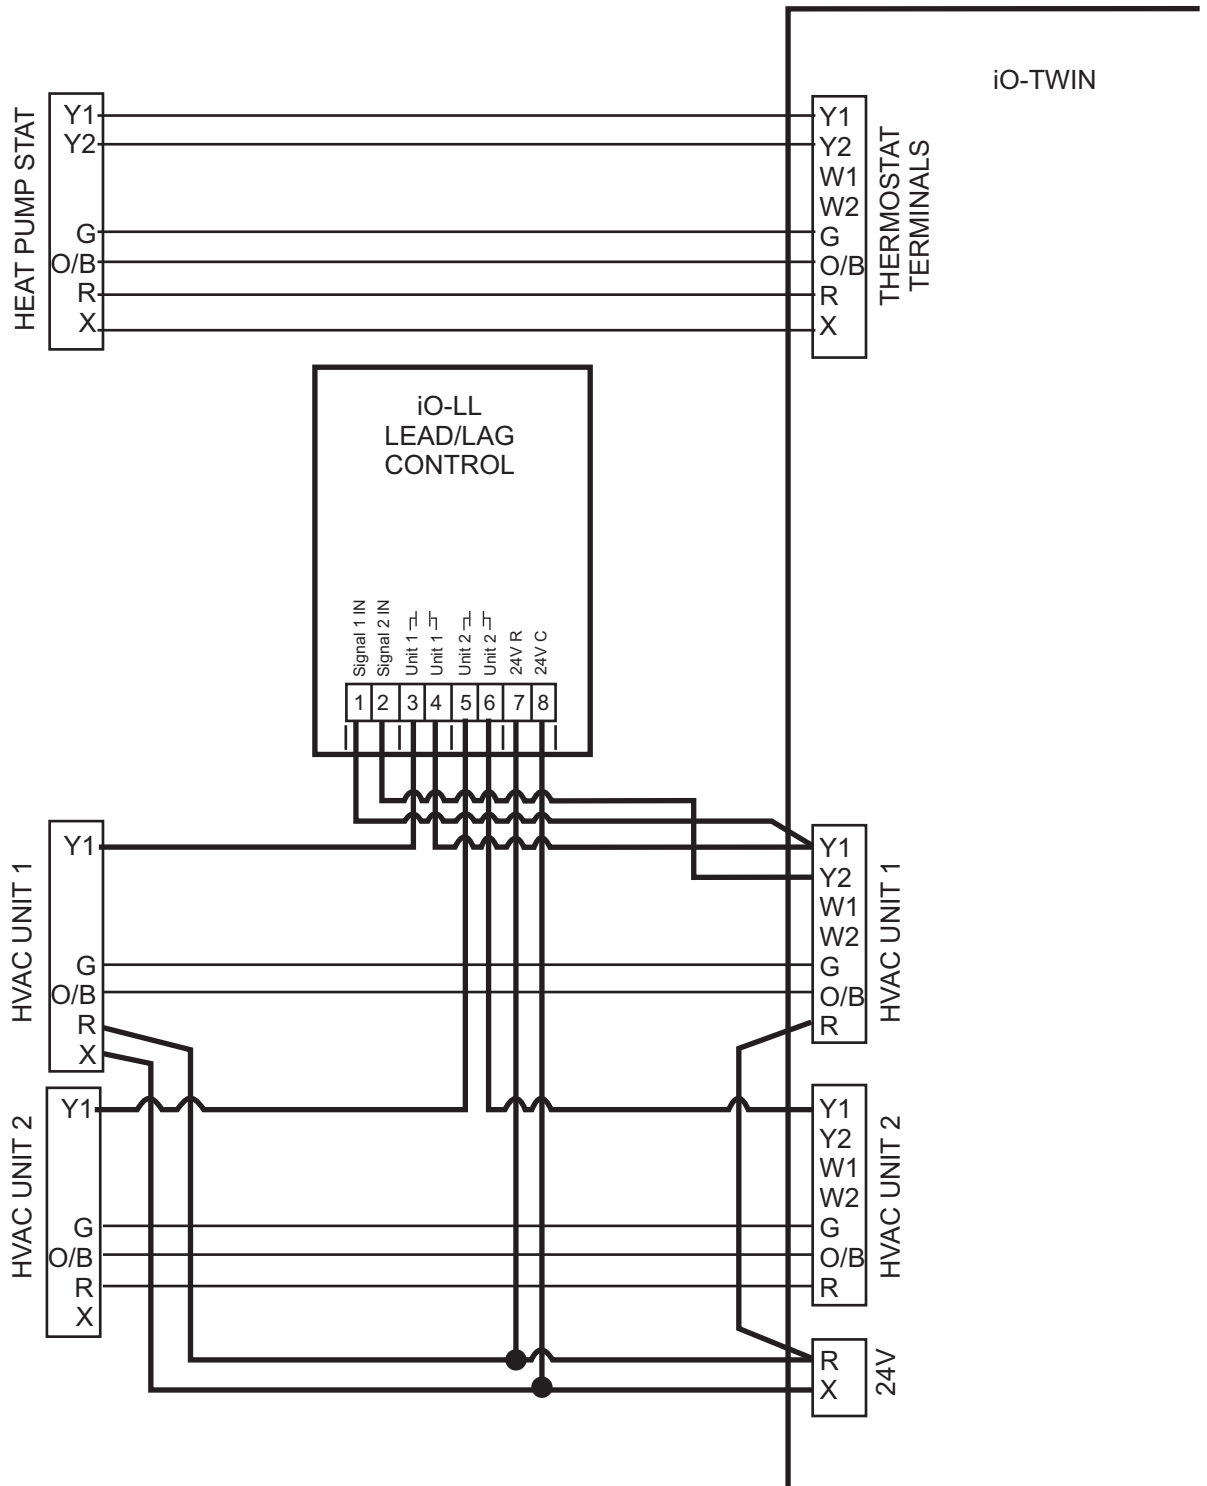 iO-TWIN
HEAT PUMP STAT
Y1
Y2
G
O/B
R
X
Y1
Y2
W1
W2
G
O/B
R
X
THERMOSTAT
TERMINALS
iO-LL
LEAD/LAG
CONTROL
Signal 1 IN
Signal 2 IN
Unit 1
Unit 1
Unit 2
Unit 2
24V R
24V C
1 2 3 4 5 6 7 8
HVAC UNIT 1
Y1
G
O/B
R
X
Y1
Y2
W1
W2
G
O/B
R
HVAC UNIT 1
HVAC UNIT 2
Y1
G
O/B
R
X
Y1
Y2
W1
W2
G
O/B
R
HVAC UNIT 2
R
X
24V